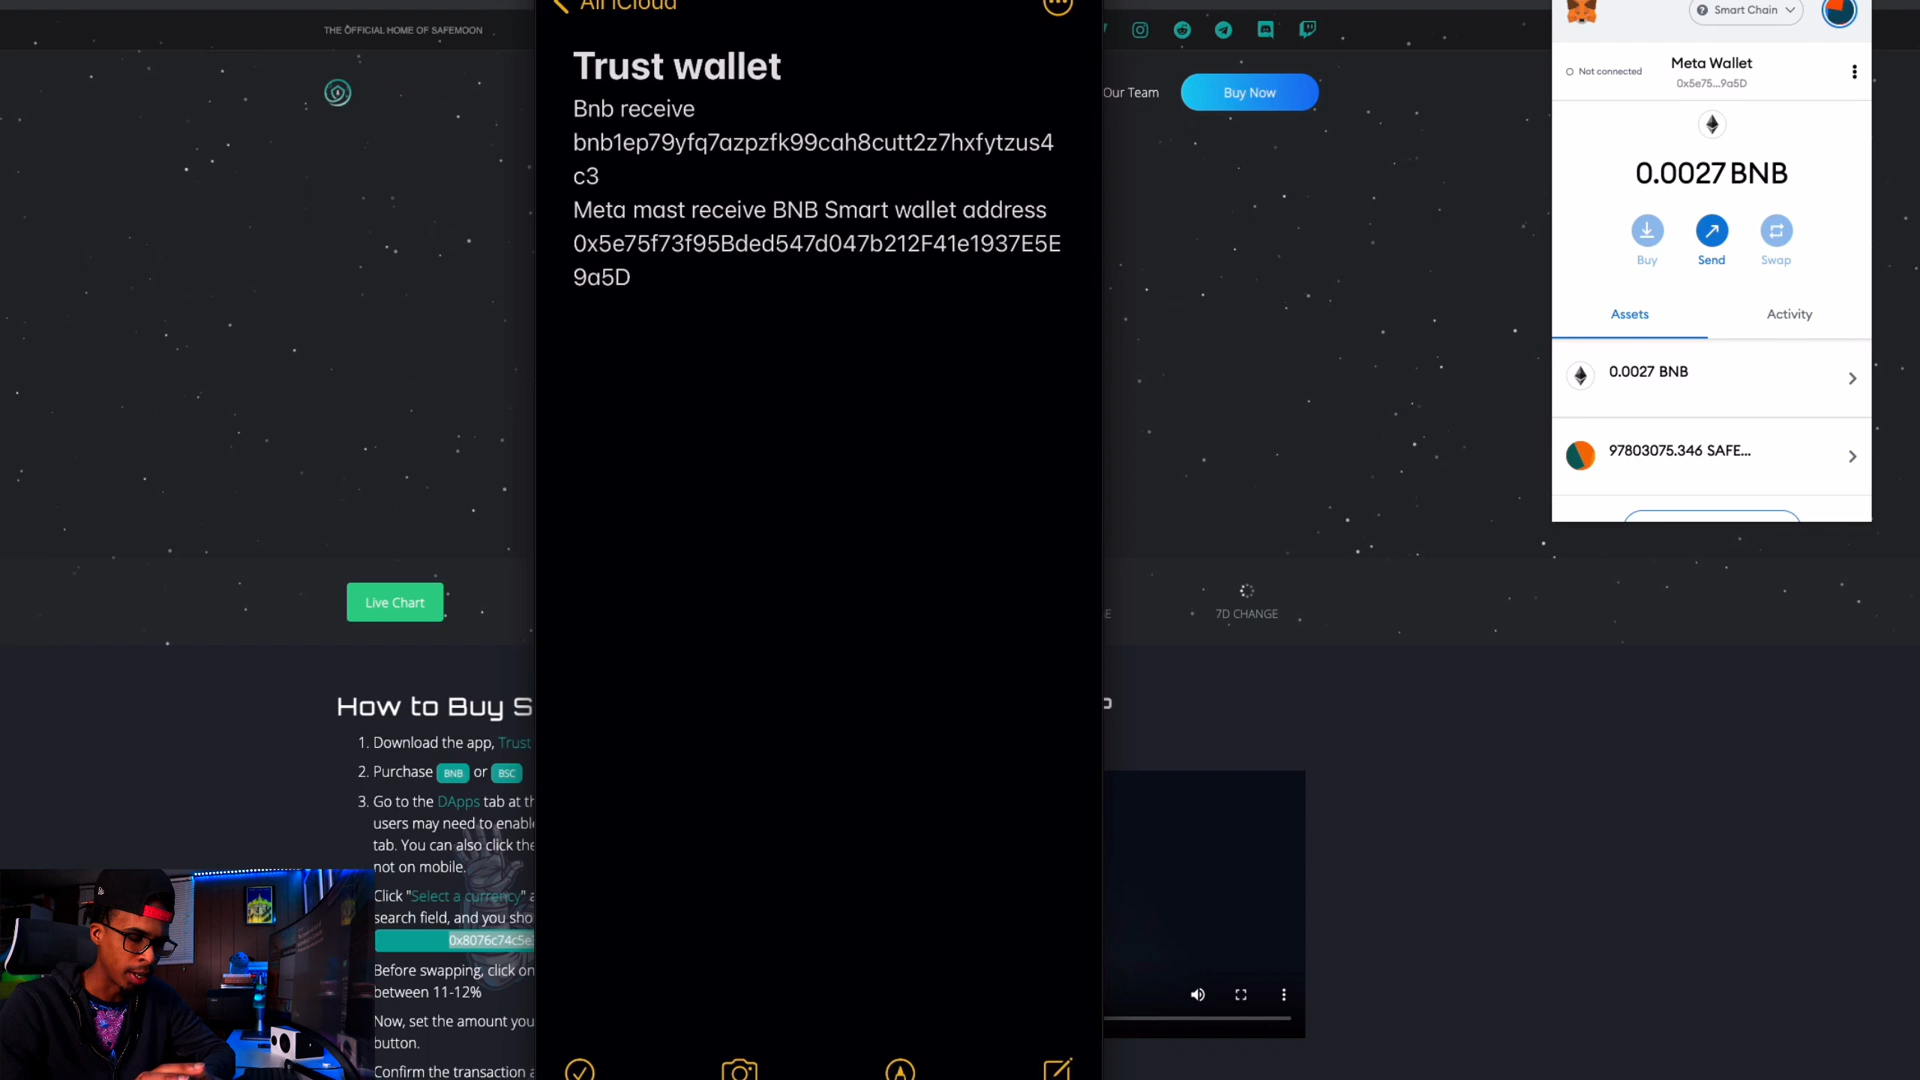 All iCloud
THE OFFICIAL HOME OF SAFEMOON
Trust wallet
Bnb receive
bnb1ep79yfq7azpzfk99cah8cutt2z7hxfytzus4
c3
Meta mast receive BNB Smart wallet address
0x5e75f73f95Bded547d047b212F41e1937E5E
9a5D
Our Team
Buy Now
Smart Chain
Not connected
Meta Wallet
0x5e75...9a5D
0.0027 BNB
Buy
Send
Swap
Assets
Activity
0.0027 BNB
97803075.346 SAFE...
Live Chart
7D CHANGE
How to Buy S
1. Download the app, Trust
2. Purchase BNB or BSC
3. Go to the DApps tab at th
users may need to enable
tab. You can also click the
not on mobile.
Click "Select a currency" a
search field, and you sho
0x8076c74c5e
Before swapping, click on
between 11-12%
Now, set the amount you
button.
Confirm the transaction a